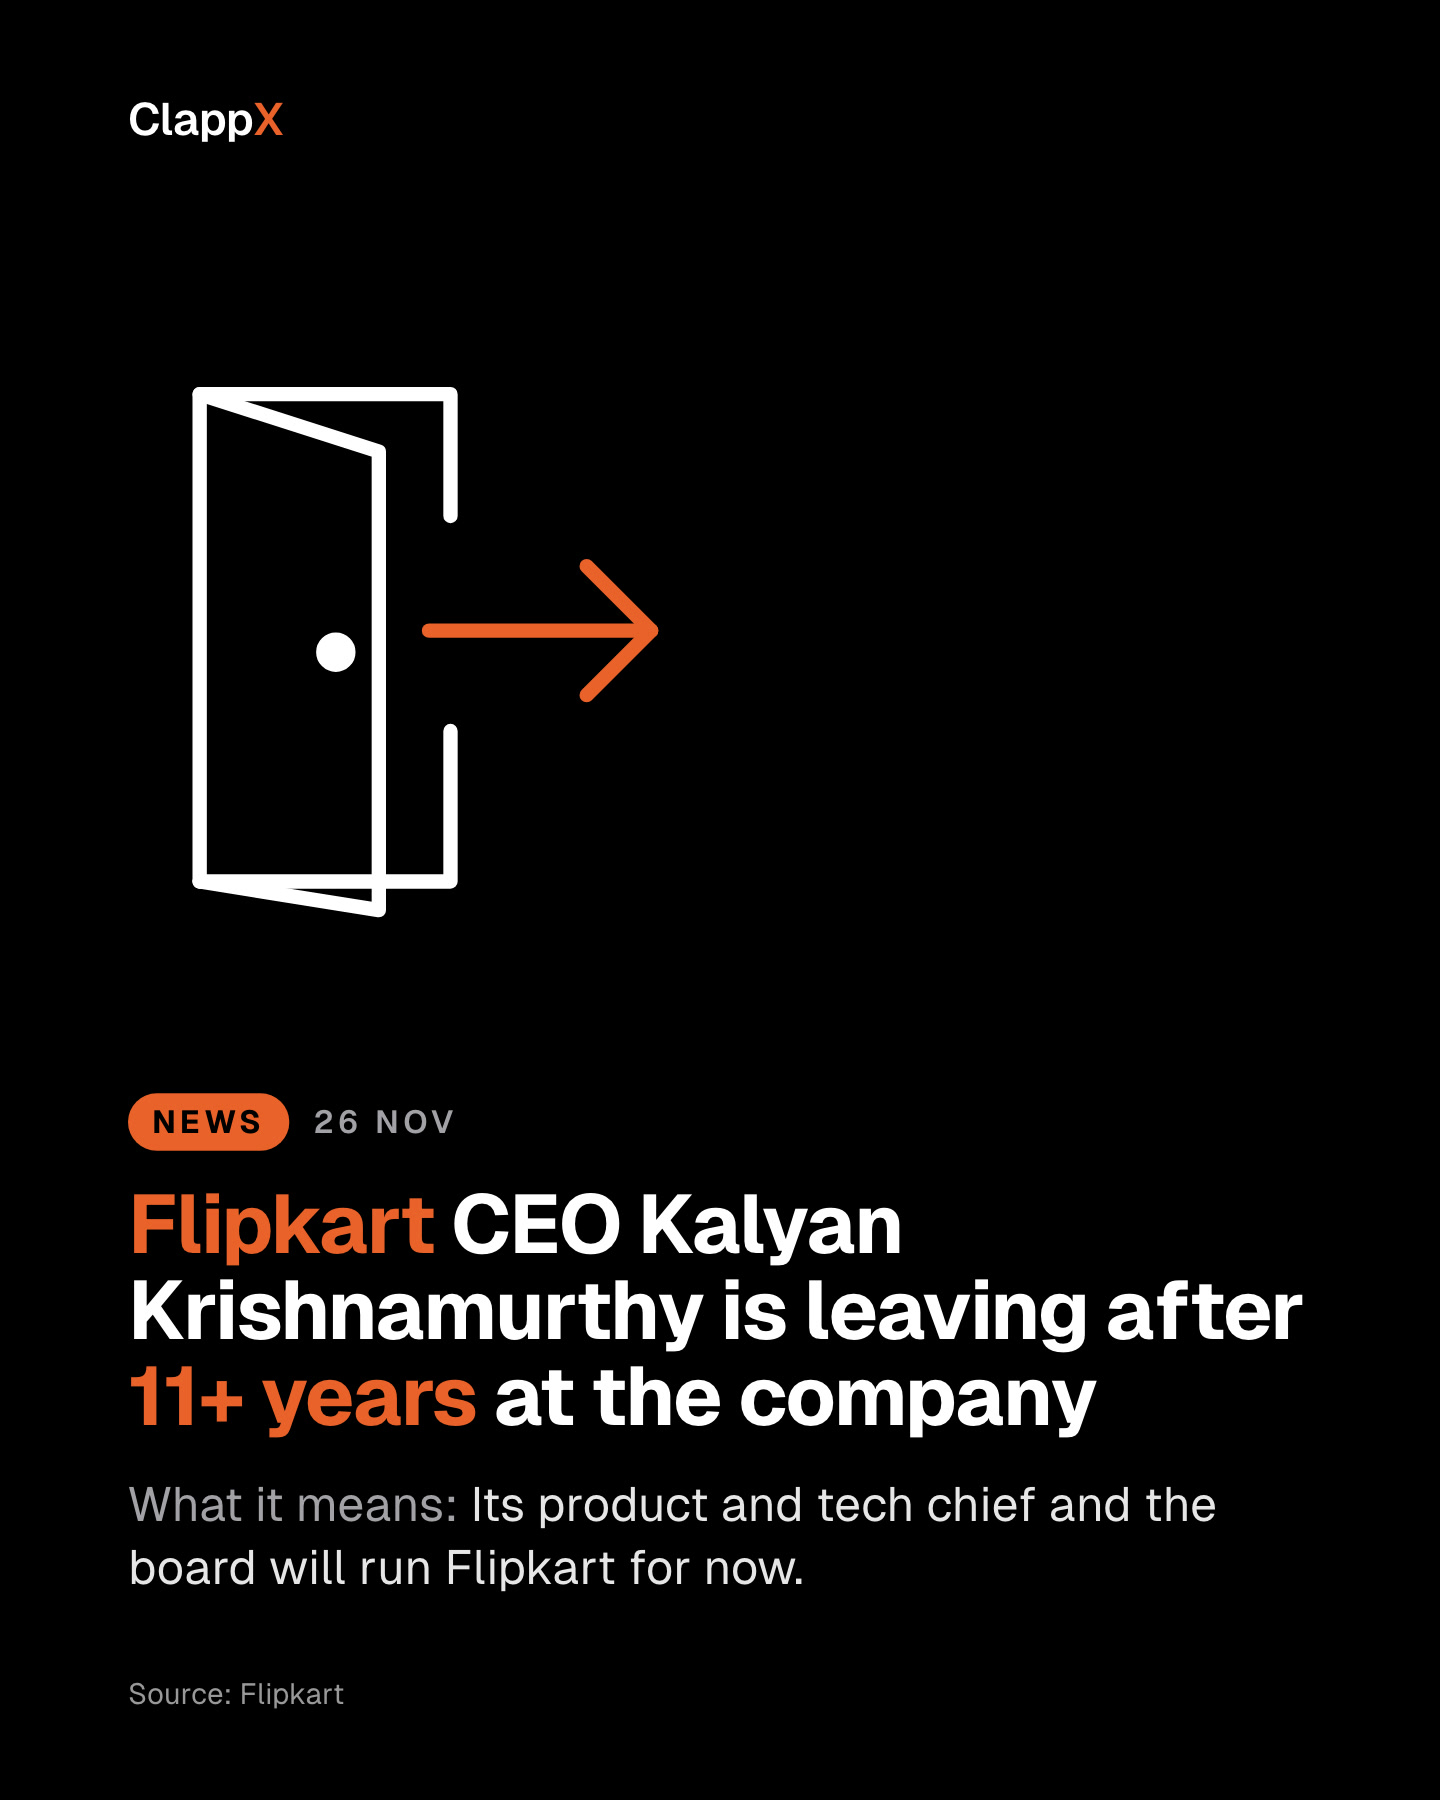 ClappX
NEWS 26 NOV
Flipkart CEO Kalyan
Krishnamurthy is leaving after
11+ years at the company
What it means: Its product and tech chief and the
board will run Flipkart for now.
Source: Flipkart